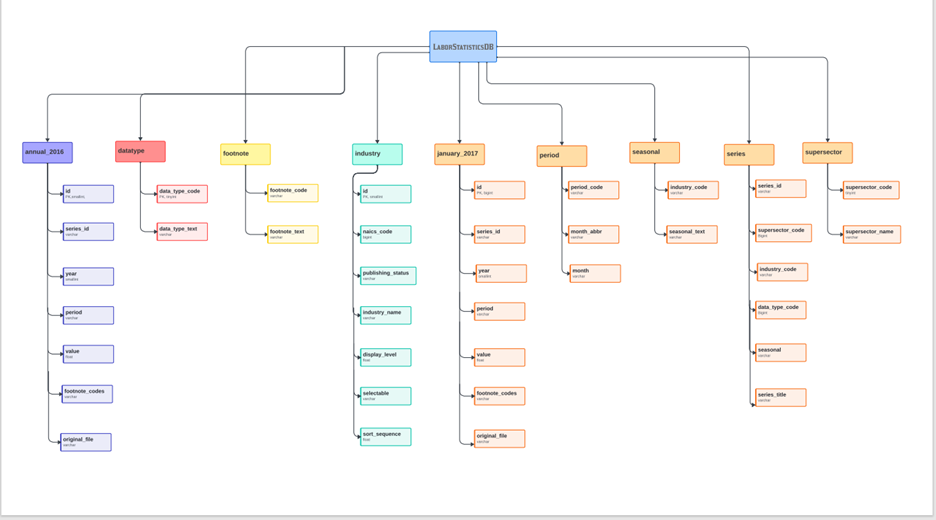 LaborStatisticsDB
annual_2016
datatype
footnote
industry
january_2017
period
seasonal
series
supersector
id
PK, smallint
series_id
varchar
year
smallint
period
varchar
value
float
footnote_codes
varchar
original_file
varchar
data_type_code
PK, tinyint
data_type_text
varchar
footnote_code
varchar
footnote_text
varchar
id
PK, smallint
naics_code
bigint
publishing_status
varchar
industry_name
varchar
display_level
float
selectable
varchar
sort_sequence
float
id
PK, bigint
series_id
varchar
year
smallint
period
varchar
value
float
footnote_codes
varchar
original_file
varchar
period_code
varchar
month_abbr
varchar
month
varchar
industry_code
varchar
seasonal_text
varchar
series_id
varchar
supersector_code
industry_code
varchar
data_type_code
seasonal
varchar
series_title
varchar
supersector_code
tinyint
supersector_name
varchar